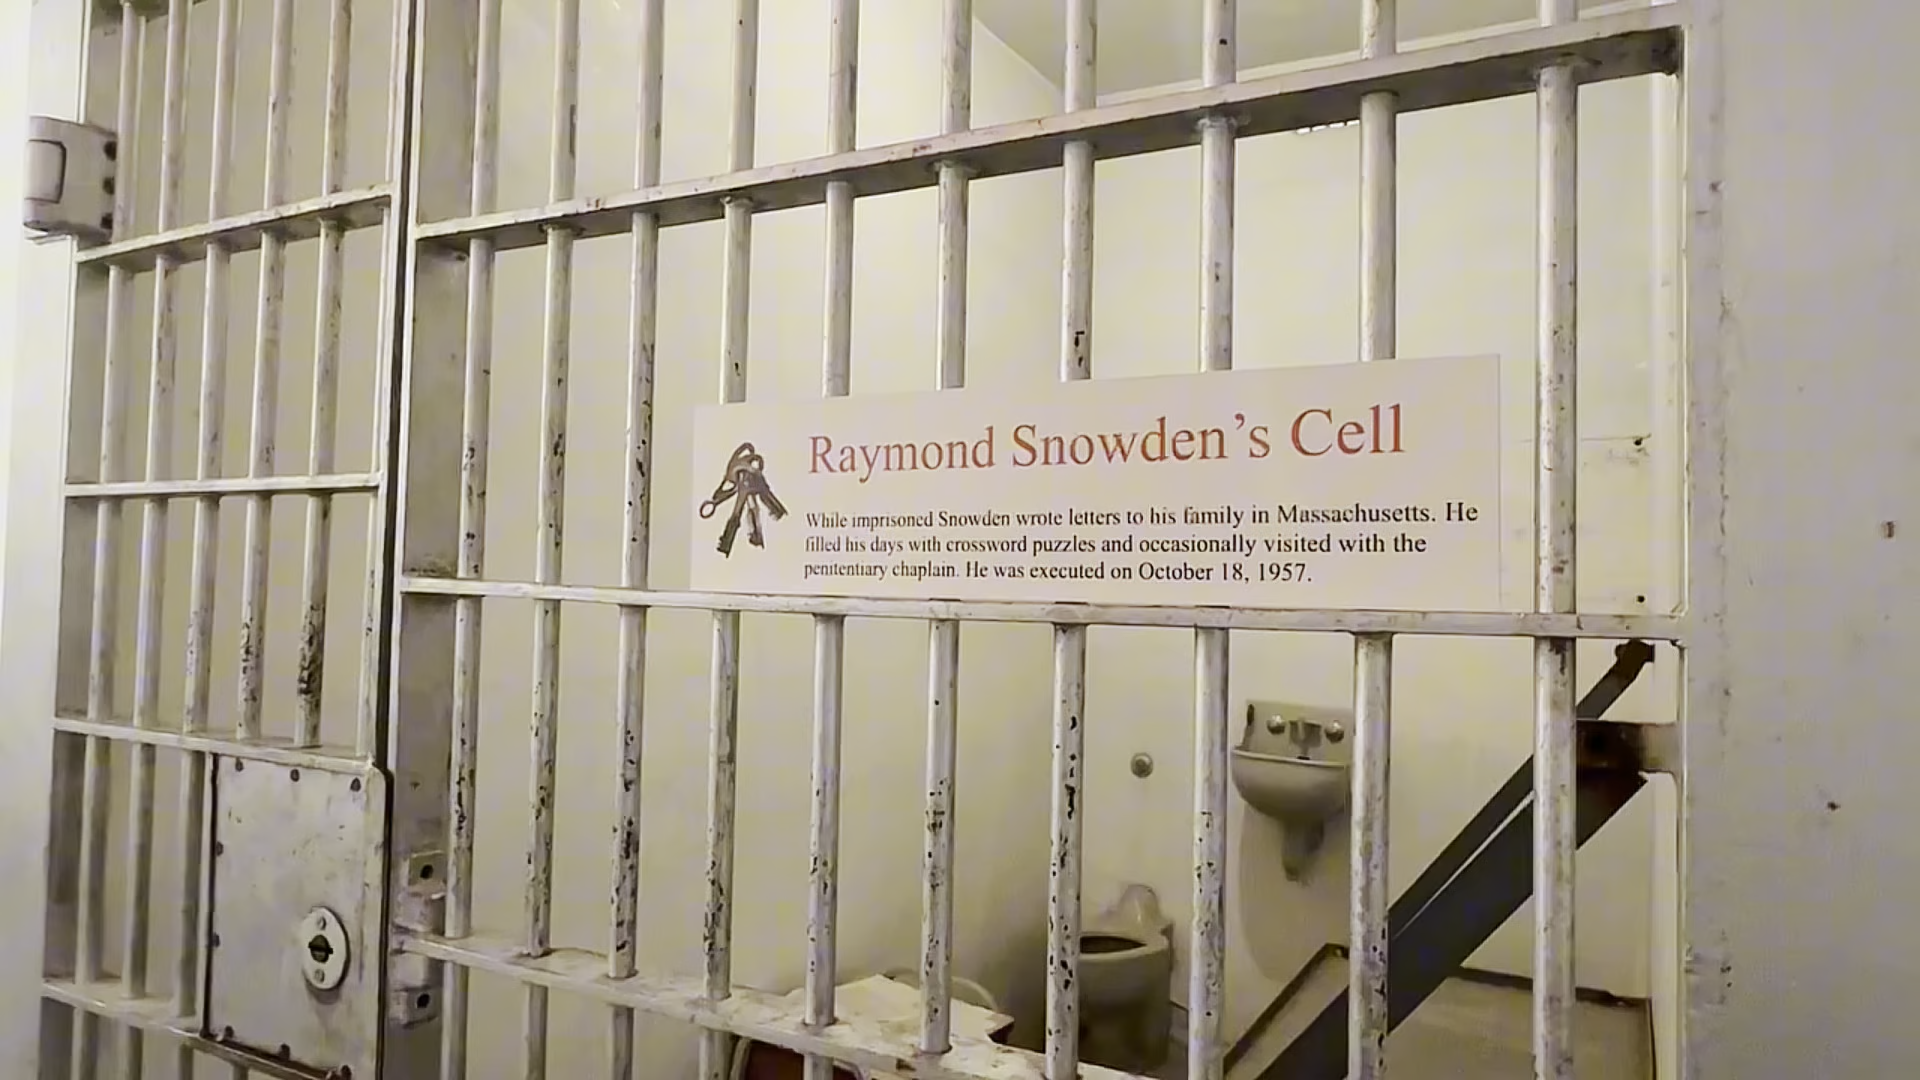 Raymond Snowden's Cell
While imprisoned Snowden wrote letters to his family in Massachusetts. He
filled his days with crossword puzzles and occasionally visited with the
penitentiary chaplain. He was executed on October 18, 1957.